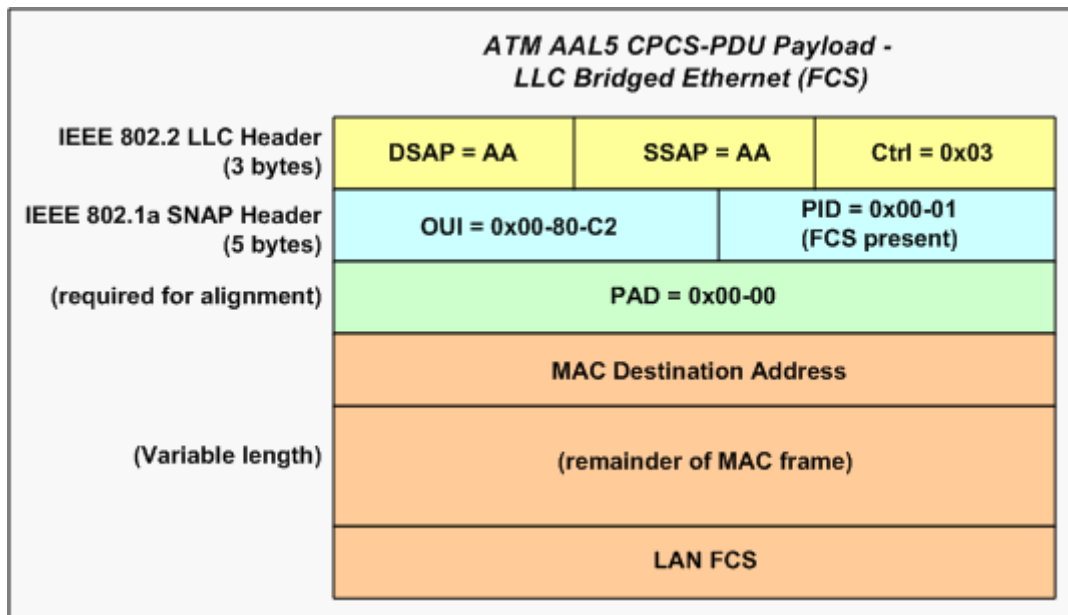 ATM AAL5 CPCS-PDU Payload -
LLC Bridged Ethernet (FCS)
IEEE 802.2 LLC Header
(3 bytes)
DSAP = AA
SSAP = AA
Ctrl = 0x03
IEEE 802.1a SNAP Header
(5 bytes)
OUI = 0x00-80-C2
PID = 0x00-01
(FCS present)
(required for alignment)
PAD = 0x00-00
MAC Destination Address
(Variable length)
(remainder of MAC frame)
LAN FCS